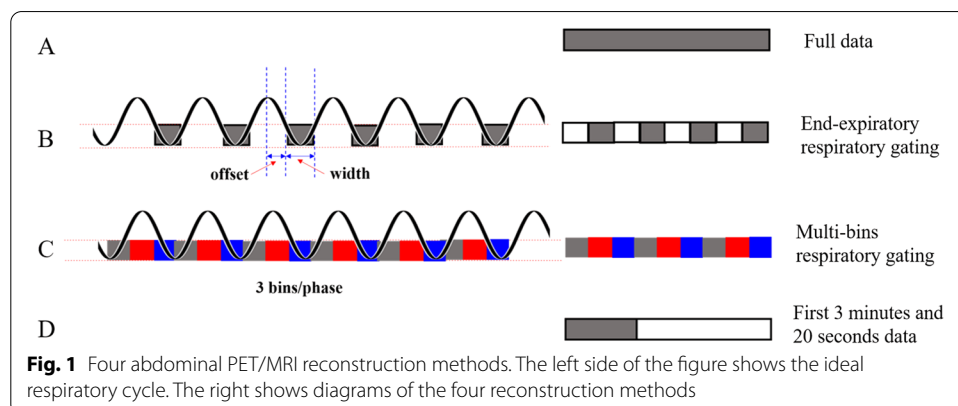 A
Full data
B
End-expiratory
respiratory gating
offset
width
C
Multi-bins
respiratory gating
3 bins/phase
D
First 3 minutes and
20 seconds data
Fig. 1 Four abdominal PET/MRI reconstruction methods. The left side of the figure shows the ideal
respiratory cycle. The right shows diagrams of the four reconstruction methods